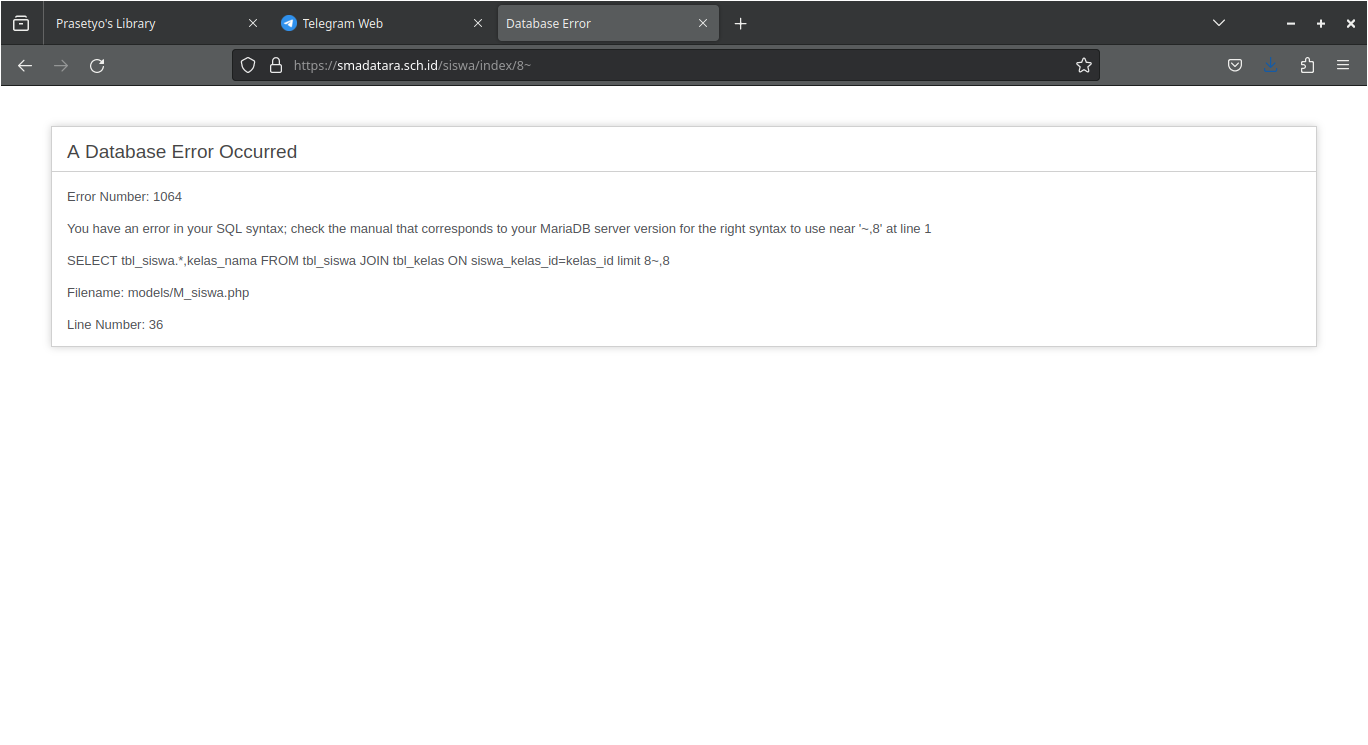 Prasetyo's Library
Telegram Web
Database Error
https://smadatara.sch.id/siswa/index/8~
A Database Error Occurred
Error Number: 1064
You have an error in your SQL syntax; check the manual that corresponds to your MariaDB server version for the right syntax to use near '~,8' at line 1
SELECT tbl_siswa.*,kelas_nama FROM tbl_siswa JOIN tbl_kelas ON siswa_kelas_id=kelas_id limit 8~,8
Filename: models/M_siswa.php
Line Number: 36